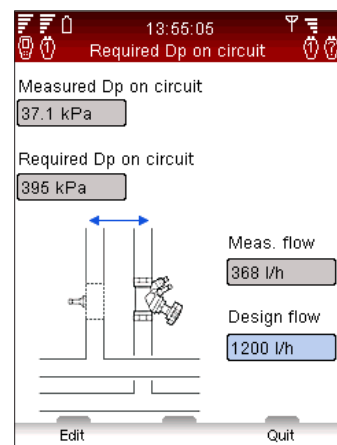 13:55:05
Required Dp on circuit
Measured Dp on circuit
37.1 kPa
Required Dp on circuit
395 kPa
Meas. flow
368 l/h
Design flow
1200 l/h
Edit
Quit